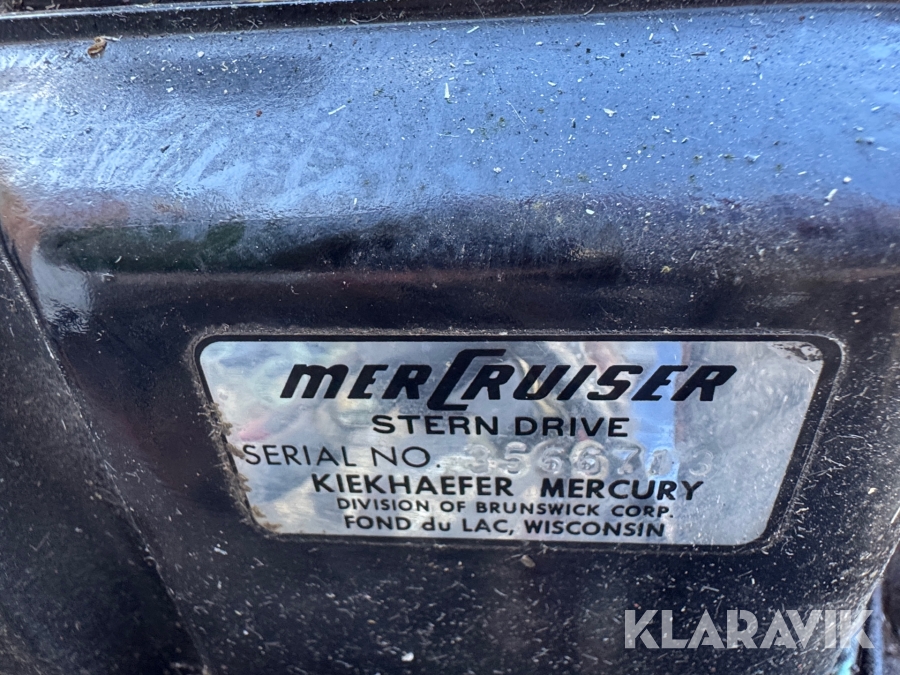 MERCRUISER
STERN DRIVE
SERIAL NO.
KIEKHAEFER MERCURY
DIVISION OF BRUNSWICK CORP.
FOND du LAC, WISCONSIN
KLARAVIK